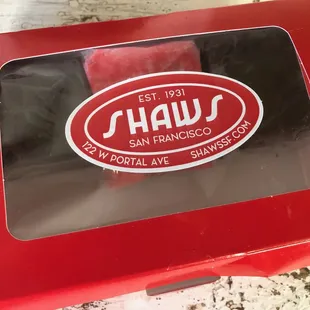 EST. 1931
SHAWS
SAN FRANCISCO
122 W PORTAL AVE SHAWSSF.COM